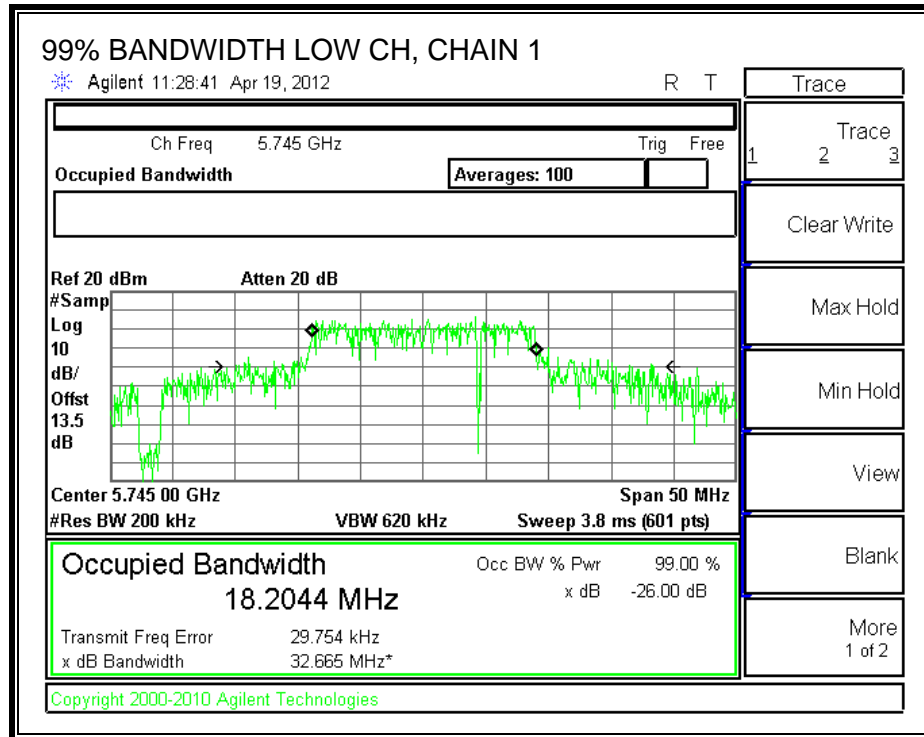 99% BANDWIDTH LOW CH, CHAIN 1
Agilent 11:28:41 Apr 19, 2012 R T
Trace
Ch Freq 5.745 GHz Trig Free
Occupied Bandwidth Averages: 100
Trace
1 2 3
Clear Write
Max Hold
Min Hold
View
Blank
More
1 of 2
Ref 20 dBm Atten 20 dB
#Samp
Log
10
dB/
Offst
13.5
dB
Center 5.745 00 GHz Span 50 MHz
#Res BW 200 kHz VBW 620 kHz Sweep 3.8 ms (601 pts)
Occupied Bandwidth Occ BW % Pwr 99.00 %
18.2044 MHz x dB -26.00 dB
Transmit Freq Error 29.754 kHz
x dB Bandwidth 32.665 MHz*
Copyright 2000-2010 Agilent Technologies